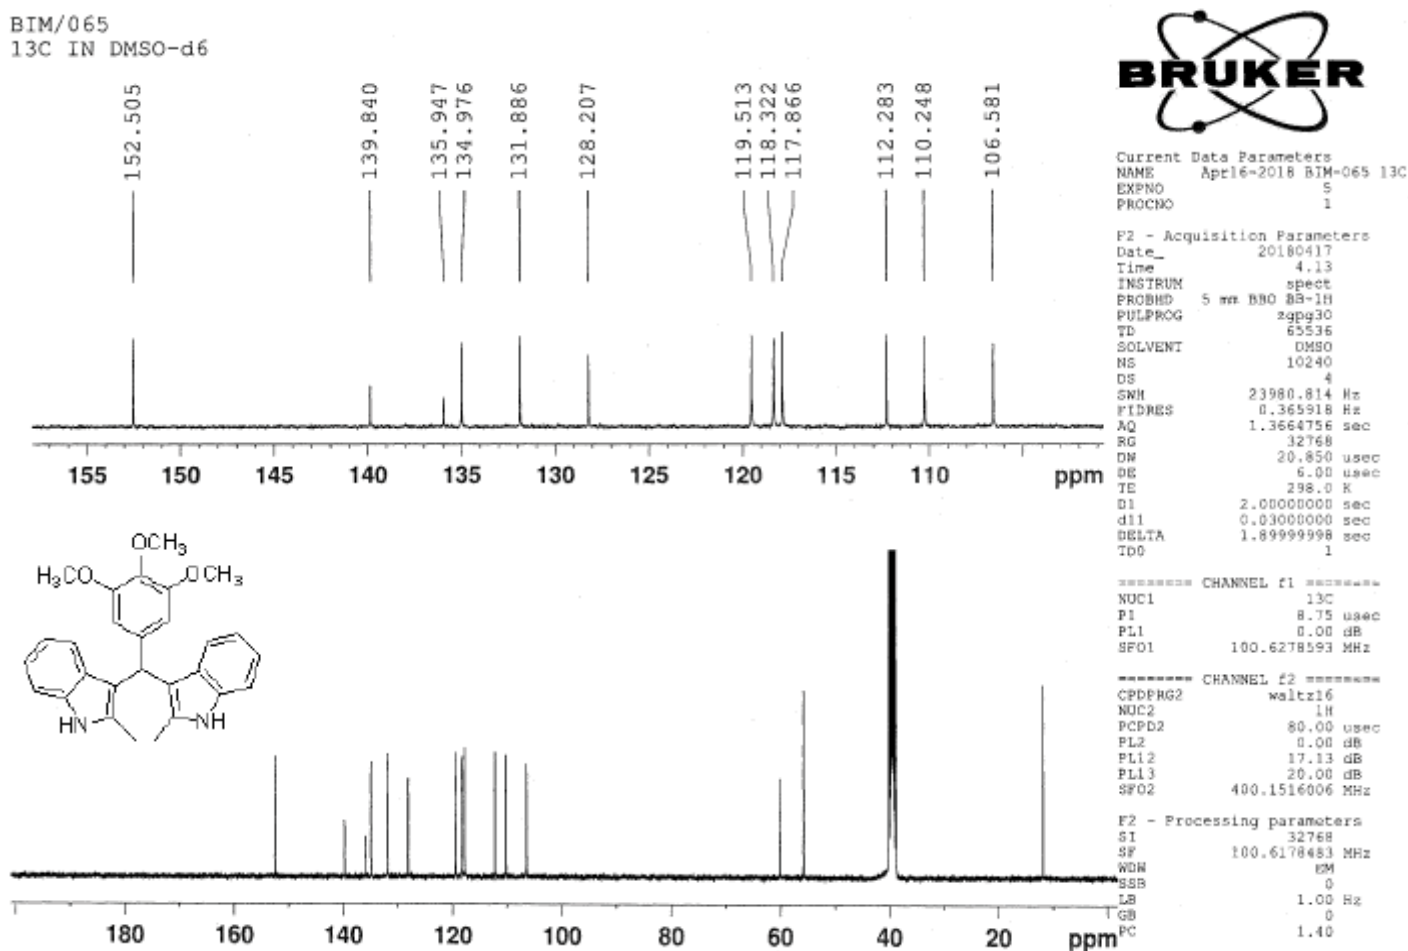 BIM/065
13C IN DMSO-d6
152.505
139.840
135.947
134.976
131.886
128.207
119.513
118.322
117.866
112.283
110.248
106.581
155 150 145 140 135 130 125 120 115 110 ppm
OCH3
H3CO OCH3
HN NH
180 160 140 120 100 80 60 40 20 ppm
BRUKER
Current Data Parameters
NAME Apr16-2018 BIM-065 13C
EXPNO 5
PROCNO 1
F2 - Acquisition Parameters
Date_ 20180417
Time 4.13
INSTRUM spect
PROBHD 5 mm BBO BB-1H
PULPROG zgpg30
TD 65536
SOLVENT DMSO
NS 10240
DS 4
SWH 23980.814 Hz
FIDRES 0.365918 Hz
AQ 1.3664756 sec
RG 32768
DW 20.850 usec
DE 6.00 usec
TE 298.0 K
D1 2.00000000 sec
d11 0.03000000 sec
DELTA 1.89999998 sec
TD0 1
======== CHANNEL f1 ========
NUC1 13C
P1 8.75 usec
PL1 0.00 dB
SFO1 100.6278593 MHz
======== CHANNEL f2 ========
CPDPRG2 waltz16
NUC2 1H
PCPD2 80.00 usec
PL2 0.00 dB
PL12 17.13 dB
PL13 20.00 dB
SFO2 400.1516006 MHz
F2 - Processing parameters
SI 32768
SF 100.6178483 MHz
WDW EM
SSB 0
LB 1.00 Hz
GB 0
PC 1.40